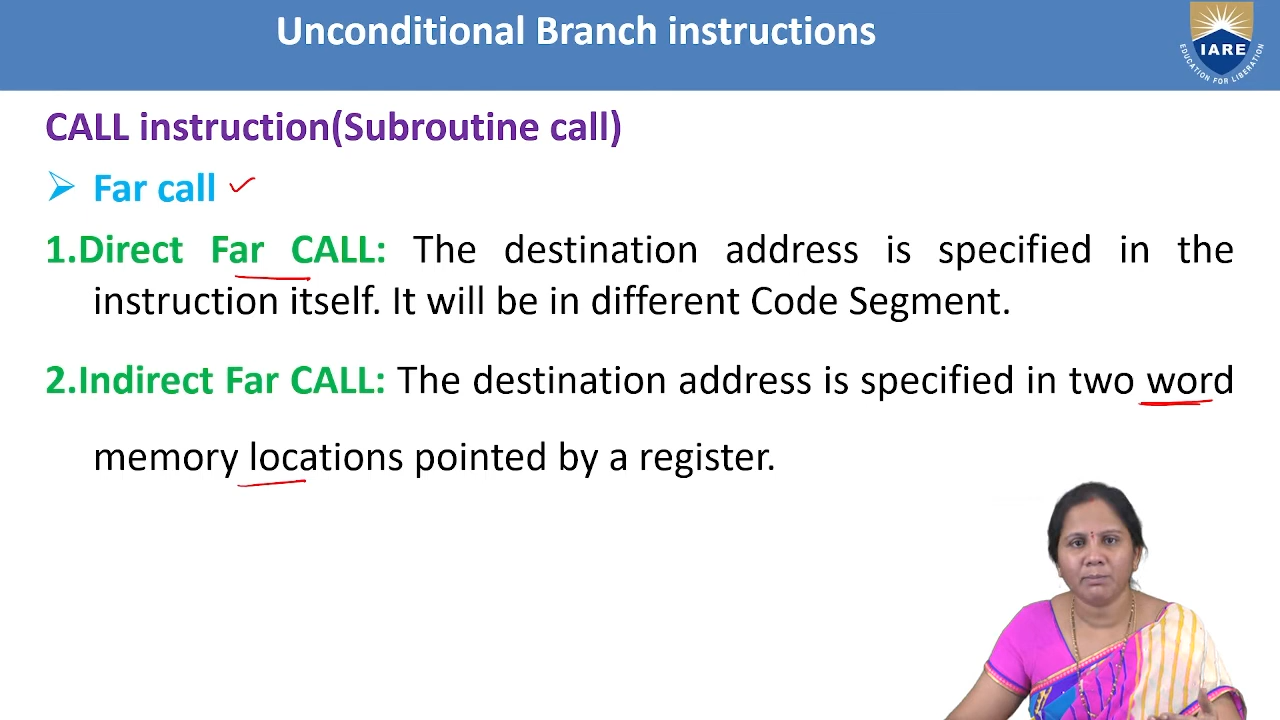 Unconditional Branch instructions
IARE
EDUCATION FOR LIBERATION
CALL instruction(Subroutine call)
➢ Far call
1.Direct Far CALL: The destination address is specified in the
instruction itself. It will be in different Code Segment.
2.Indirect Far CALL: The destination address is specified in two word
memory locations pointed by a register.